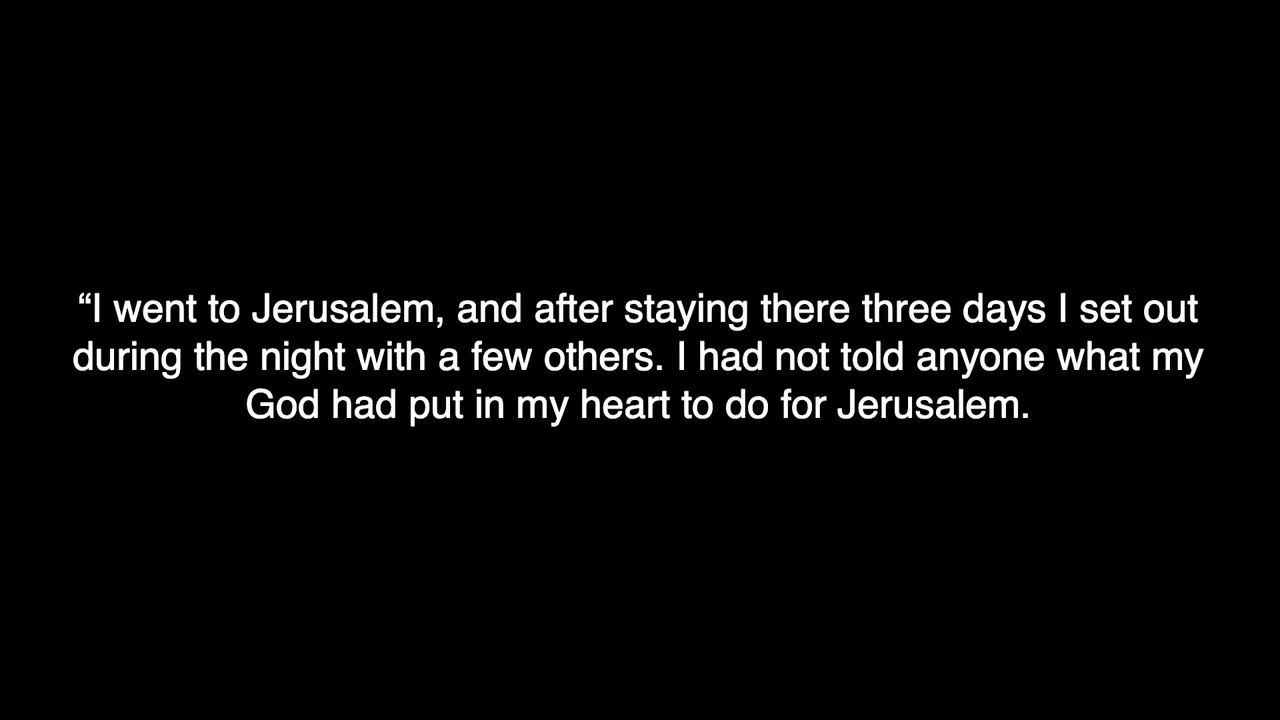 “I went to Jerusalem, and after staying there three days I set out
during the night with a few others. I had not told anyone what my
God had put in my heart to do for Jerusalem.